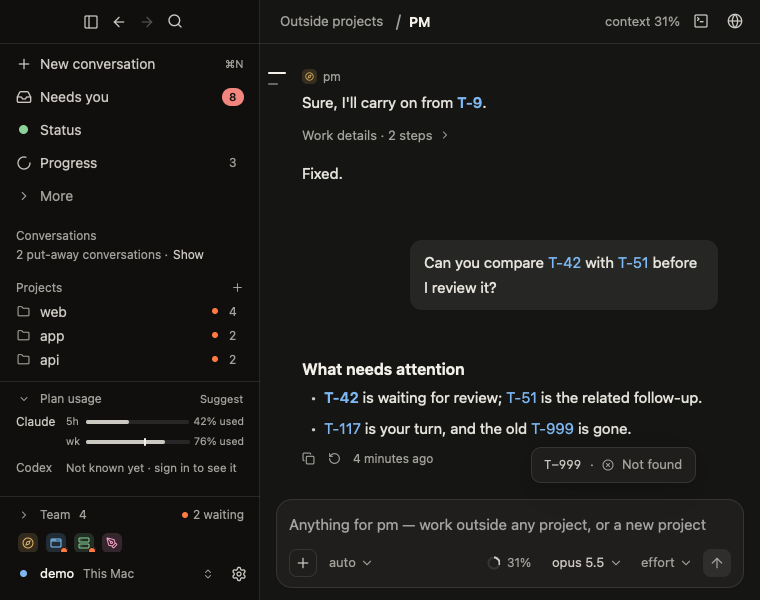 Outside projects / PM
context 31%
New conversation ⌘N
Needs you 8
Status
Progress 3
More
Conversations
2 put-away conversations · Show
Projects
web 4
app 2
api 2
Plan usage Suggest
Claude 5h 42% used
wk 76% used
Codex Not known yet · sign in to see it
Team 4 2 waiting
demo This Mac
pm
Sure, I'll carry on from T-9.
Work details · 2 steps
Fixed.
Can you compare T-42 with T-51 before
I review it?
What needs attention
• T-42 is waiting for review; T-51 is the related follow-up.
• T-117 is your turn, and the old T-999 is gone.
4 minutes ago
T-999 · Not found
Anything for pm — work outside any project, or a new project
auto 31% opus 5.5 effort